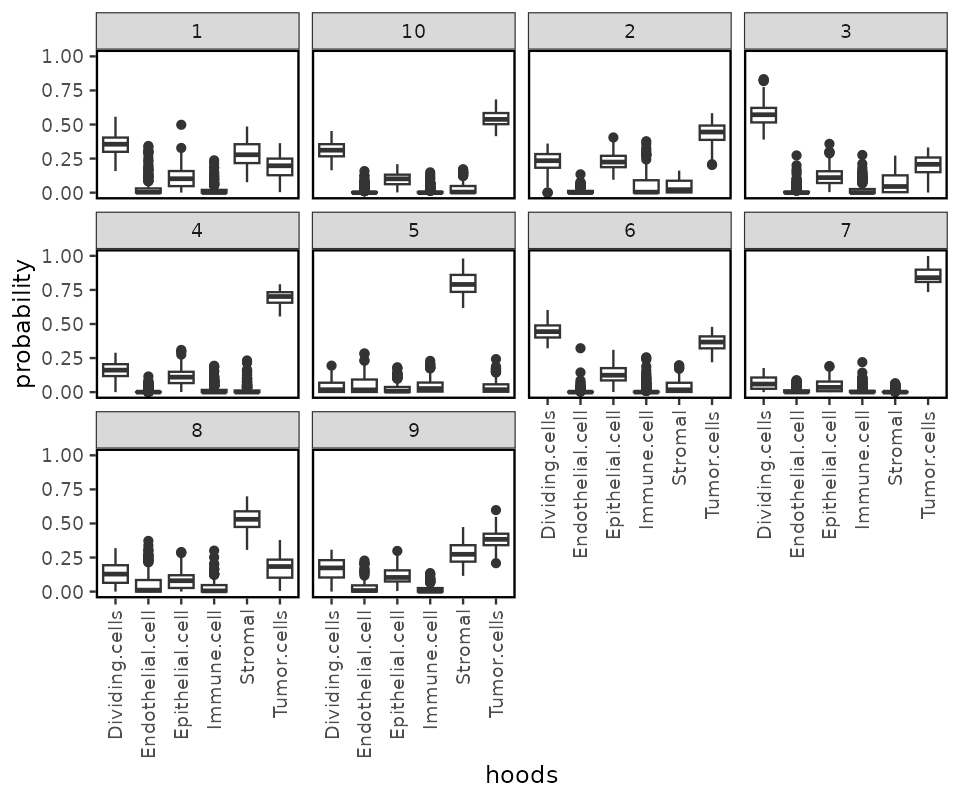 1 10 2 3
1.00
0.75
0.50
0.25
0.00
4 5 6 7
1.00
0.75
0.50
0.25
0.00
probability
8 9
1.00
0.75
0.50
0.25
0.00
Dividing.cells Endothelial.cell Epithelial.cell Immune.cell Stromal Tumor.cells Dividing.cells Endothelial.cell Epithelial.cell Immune.cell Stromal Tumor.cells
Dividing.cells Endothelial.cell Epithelial.cell Immune.cell Stromal Tumor.cells Dividing.cells Endothelial.cell Epithelial.cell Immune.cell Stromal Tumor.cells
hoods